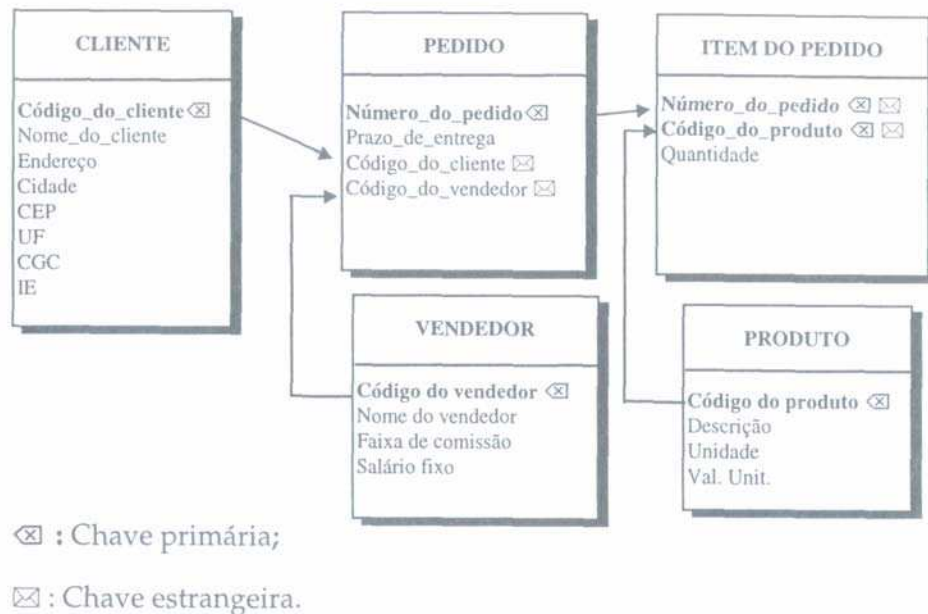 CLIENTE
Código_do_cliente
Nome_do_cliente
Endereço
Cidade
CEP
UF
CGC
IE
PEDIDO
Número_do_pedido
Prazo_de_entrega
Código_do_cliente
Código_do_vendedor
ITEM DO PEDIDO
Número_do_pedido
Código_do_produto
Quantidade
VENDEDOR
Código do vendedor
Nome do vendedor
Faixa de comissão
Salário fixo
PRODUTO
Código do produto
Descrição
Unidade
Val. Unit.
: Chave primária;
: Chave estrangeira.